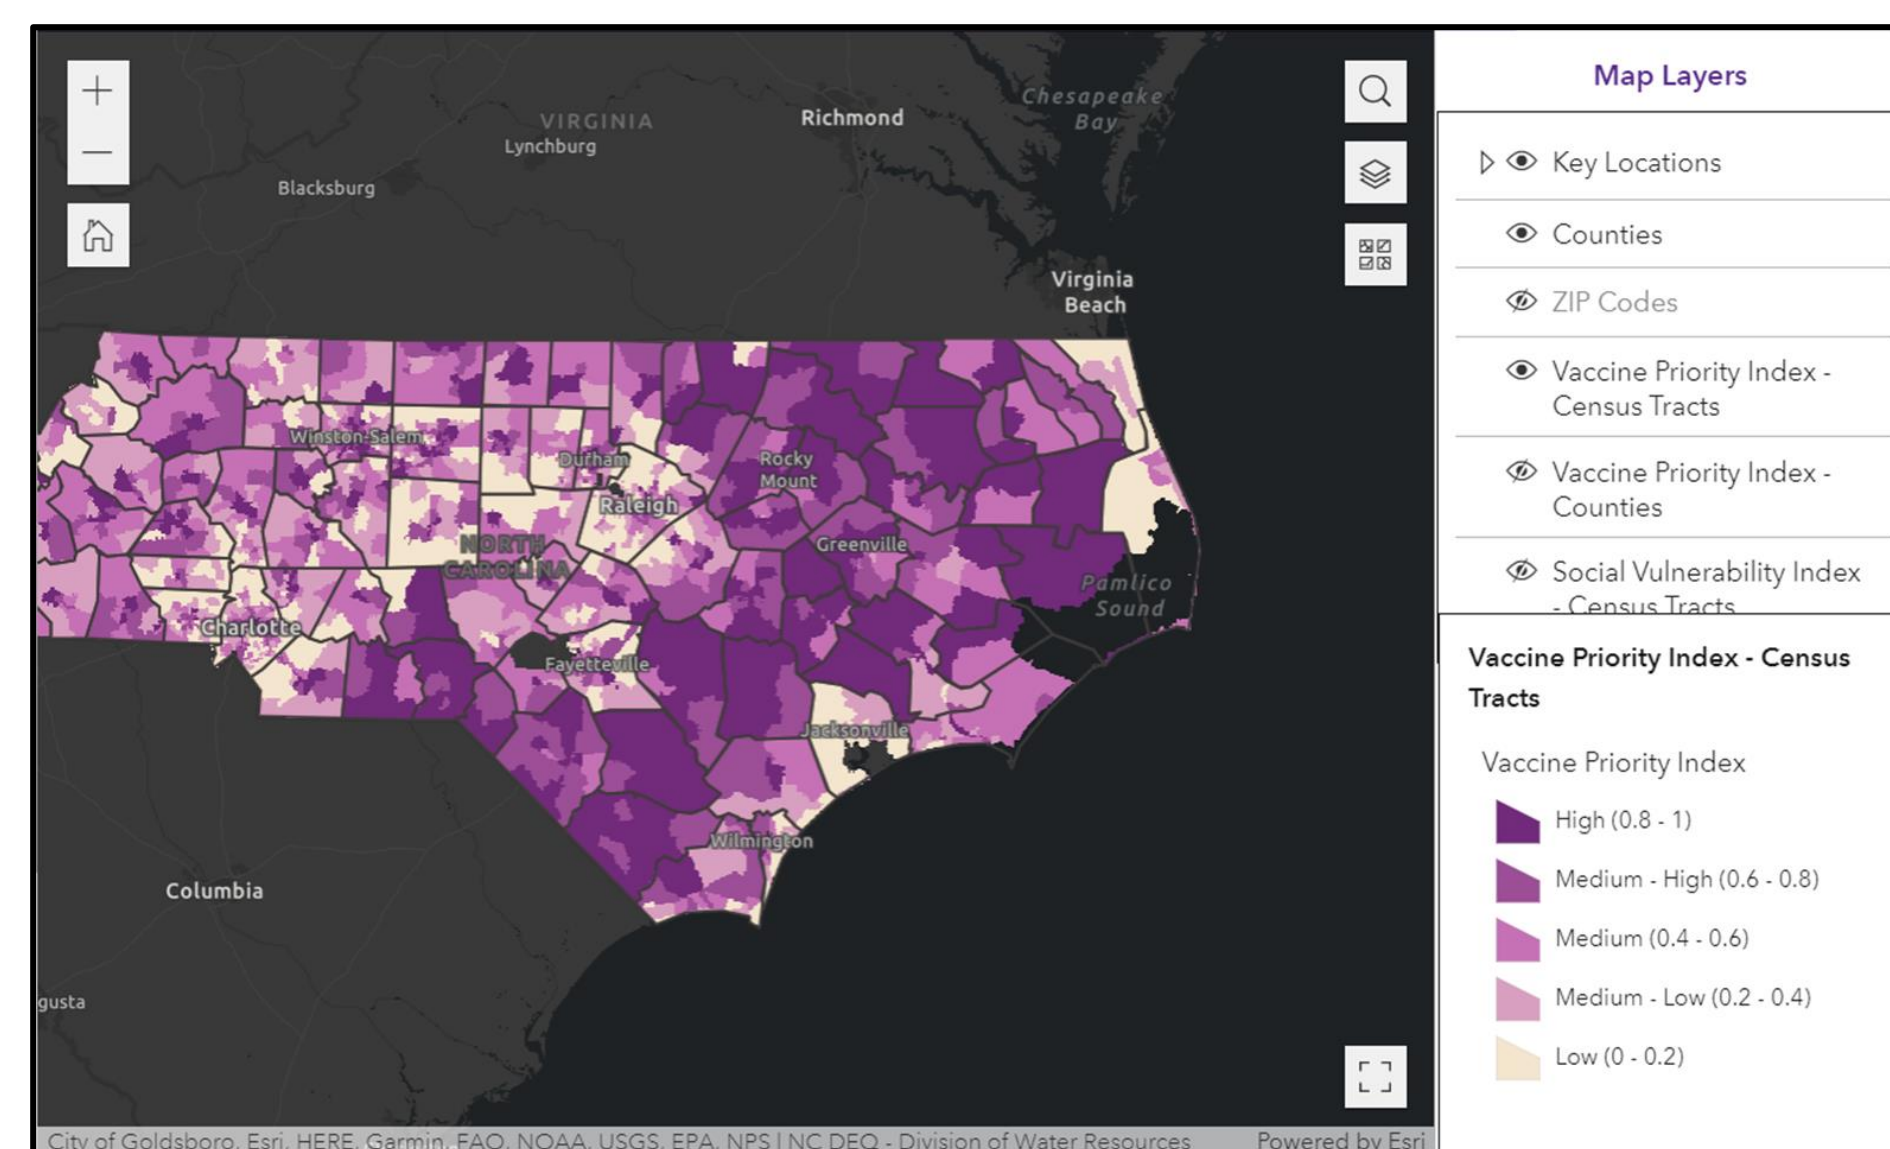 Chesapeake
Bay
VIRGINIA
Richmond
Lynchburg
Blacksburg
Virginia
Beach
Winston-Salem
Durham
Rocky
Mount
Raleigh
NORTH
CAROLINA
Greenville
Pamlico
Sound
Charlotte
Fayetteville
Jacksonville
Wilmington
Columbia
gusta
City of Goldsboro, Esri, HERE, Garmin, FAO, NOAA, USGS, EPA, NPS | NC DEQ - Division of Water Resources
Powered by Esri
Map Layers
Key Locations
Counties
ZIP Codes
Vaccine Priority Index -
Census Tracts
Vaccine Priority Index -
Counties
Social Vulnerability Index
- Census Tracts
Vaccine Priority Index - Census
Tracts
Vaccine Priority Index
High (0.8 - 1)
Medium - High (0.6 - 0.8)
Medium (0.4 - 0.6)
Medium - Low (0.2 - 0.4)
Low (0 - 0.2)